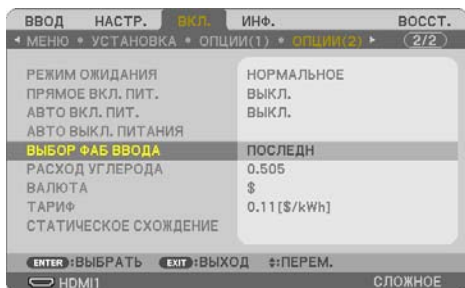 ВВОД НАСТР. ВКЛ. ИНФ. ВОССТ.
◂ МЕНЮ • УСТАНОВКА • ОПЦИИ(1) • ОПЦИИ(2) ▸ (2/2)
РЕЖИМ ОЖИДАНИЯ НОРМАЛЬНОЕ
ПРЯМОЕ ВКЛ. ПИТ. ВЫКЛ.
АВТО ВКЛ. ПИТ. ВЫКЛ.
АВТО ВЫКЛ. ПИТАНИЯ
ВЫБОР ФАБ ВВОДА ПОСЛЕДН
РАСХОД УГЛЕРОДА 0.505
ВАЛЮТА $
ТАРИФ 0.11[$/kWh]
СТАТИЧЕСКОЕ СХОЖДЕНИЕ
ENTER :ВЫБРАТЬ EXIT :ВЫХОД ♦:ПЕРЕМ.
HDMI1 СЛОЖНОЕ